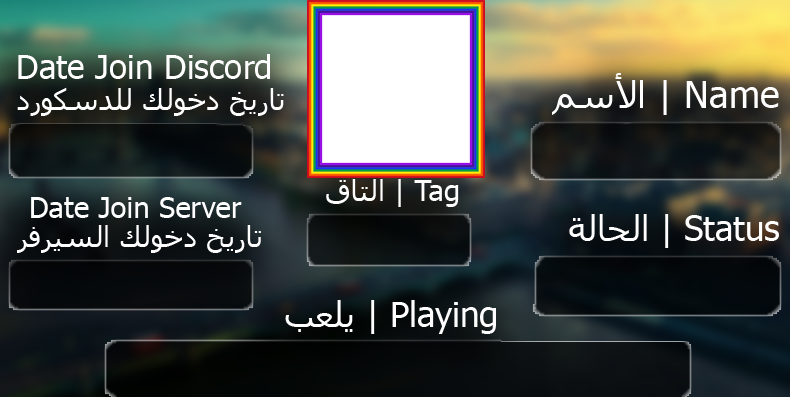 Date Join Discord
تاريخ دخولك للدسكورد
Name | الأسم
Tag | التاق
Date Join Server
تاريخ دخولك السيرفر
Status | الحالة
Playing | يلعب